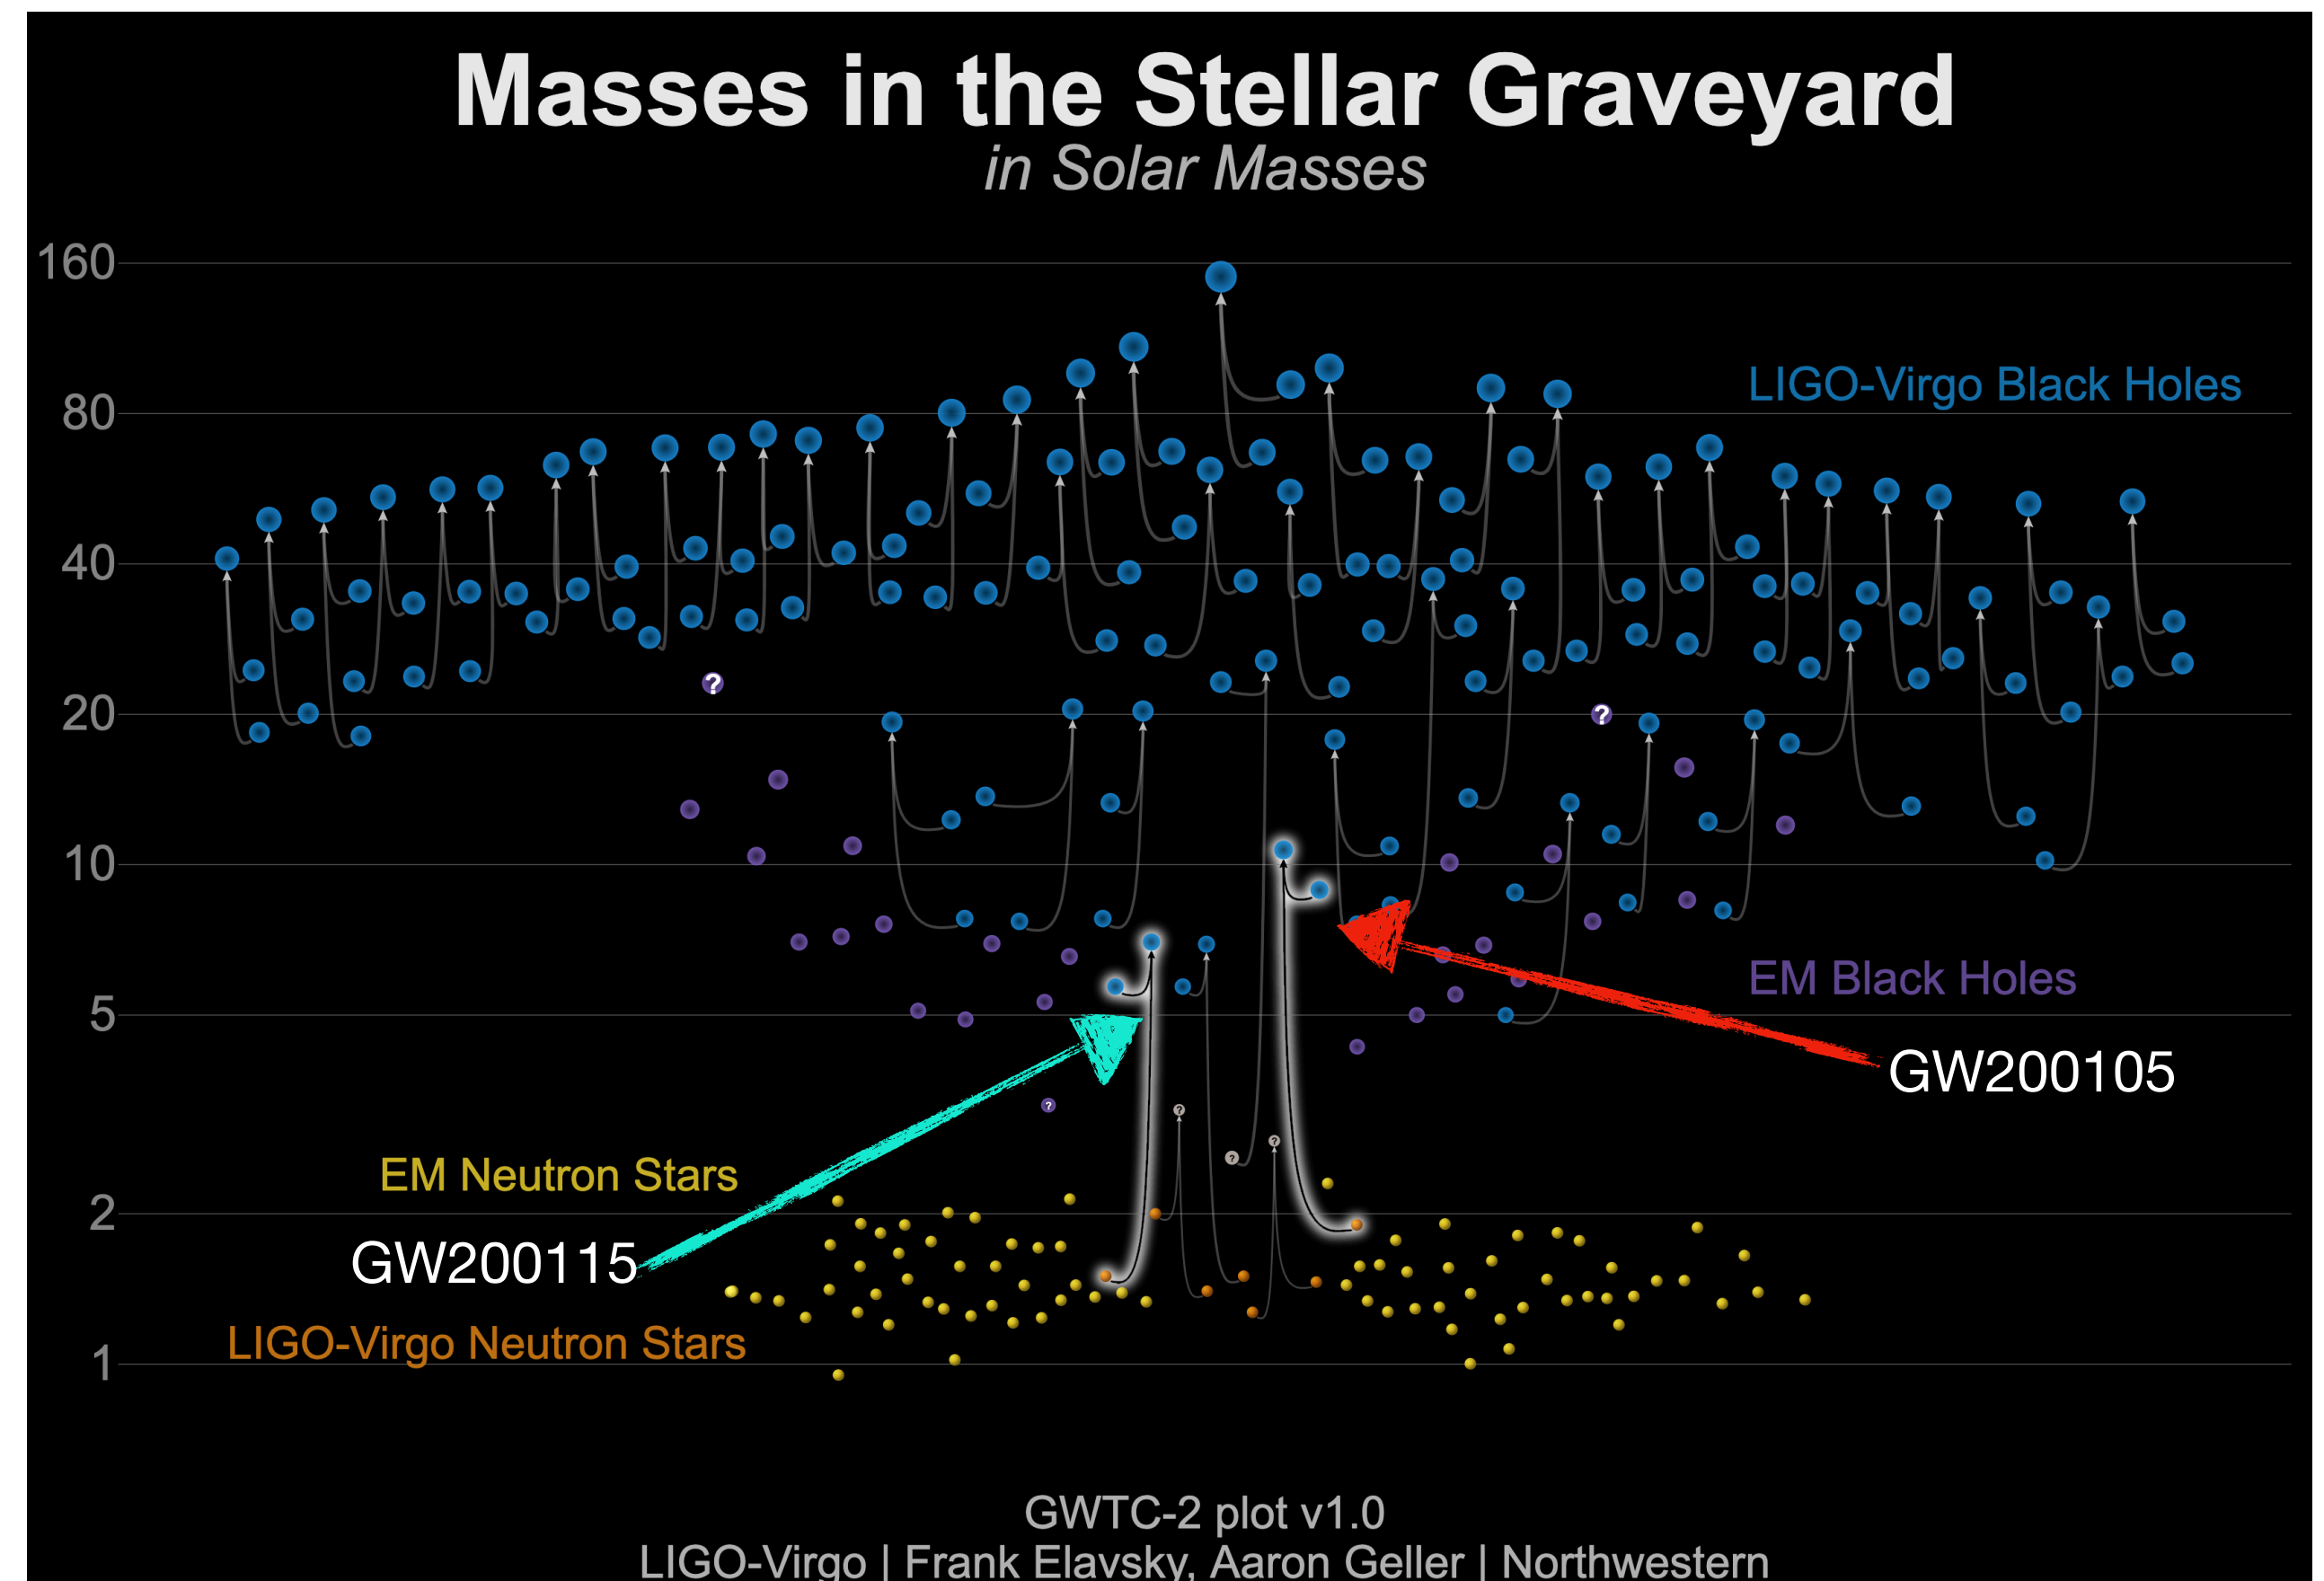 Masses in the Stellar Graveyard
in Solar Masses
160
LIGO-Virgo Black Holes
80
40
?
20
?
10
EM Black Holes
5
GW200105
?
?
?
?
EM Neutron Stars
2
GW200115
LIGO-Virgo Neutron Stars
1
GWTC-2 plot v1.0
LIGO-Virgo | Frank Elavsky, Aaron Geller | Northwestern